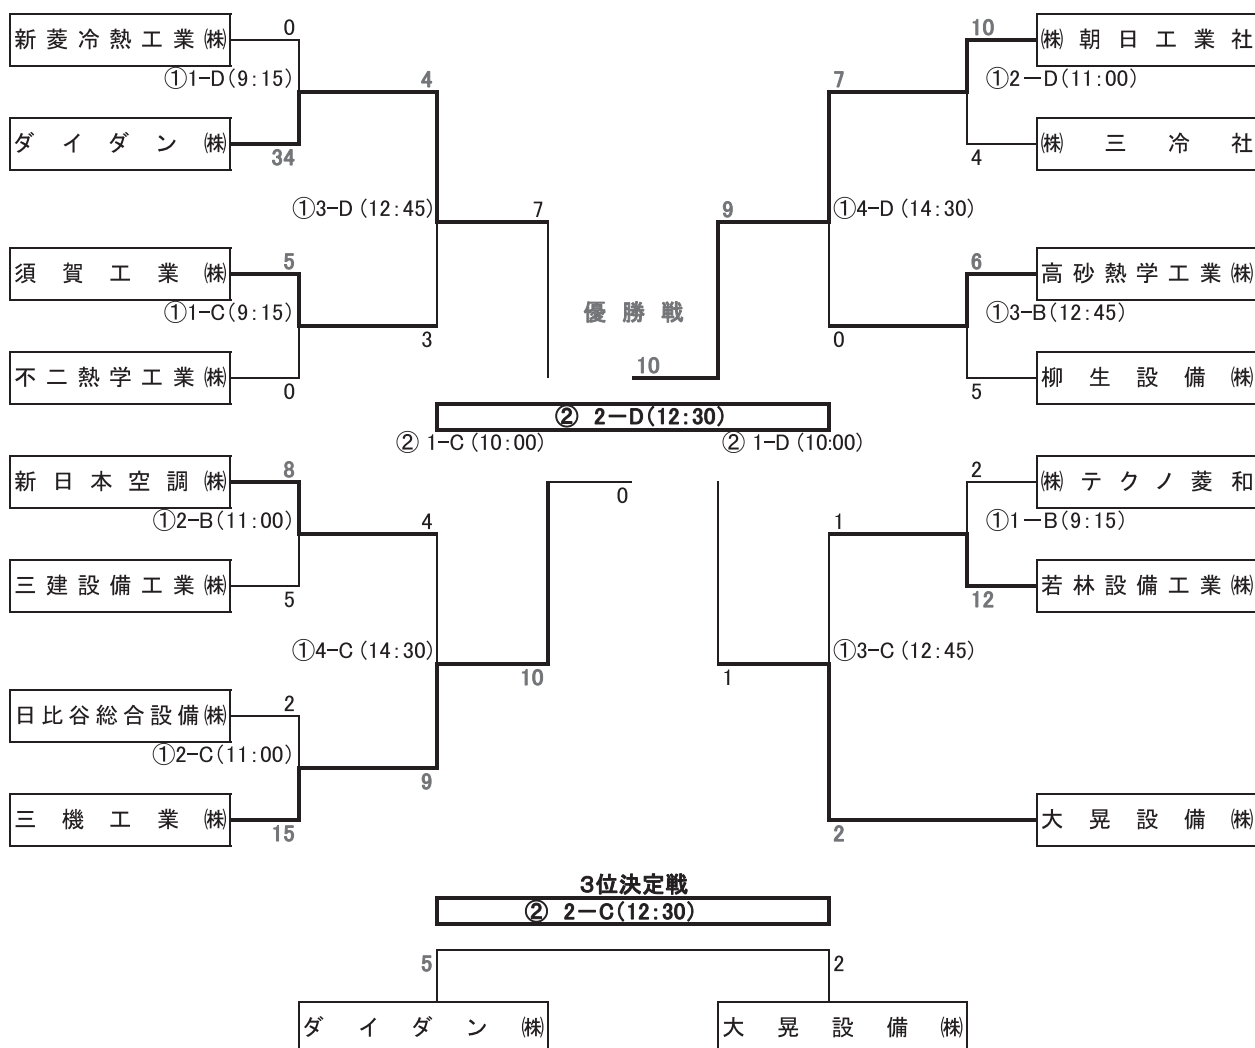 新菱冷熱工業㈱
0
①1-D(9:15)
4
ダイダン㈱
34
①3-D(12:45)
7
須賀工業㈱
5
①1-C(9:15)
3
不二熱学工業㈱
0
10
㈱朝日工業社
7
①2-D(11:00)
4
㈱三冷社
9
①4-D(14:30)
6
高砂熱学工業㈱
①3-B(12:45)
0
5
柳生設備㈱
優勝戦
10
② 2-D(12:30)
② 1-C(10:00)
② 1-D(10:00)
新日本空調㈱
8
①2-B(11:00)
4
三建設備工業㈱
5
0
①4-C(14:30)
10
日比谷総合設備㈱
2
①2-C(11:00)
9
三機工業㈱
15
2
㈱テクノ菱和
1
①1-B(9:15)
12
若林設備工業㈱
①3-C(12:45)
1
2
大晃設備㈱
3位決定戦
② 2-C(12:30)
5
2
ダイダン㈱
大晃設備㈱